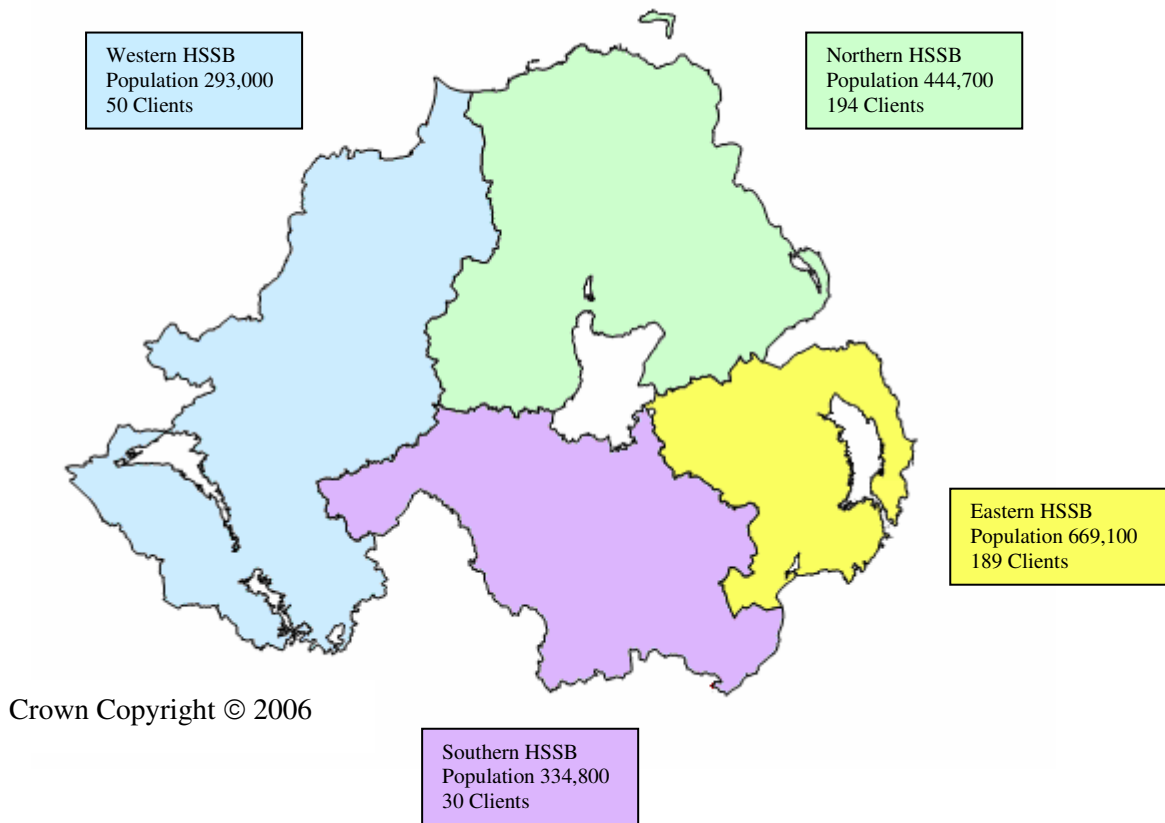 Western HSSB
Population 293,000
50 Clients
Northern HSSB
Population 444,700
194 Clients
Eastern HSSB
Population 669,100
189 Clients
Crown Copyright © 2006
Southern HSSB
Population 334,800
30 Clients